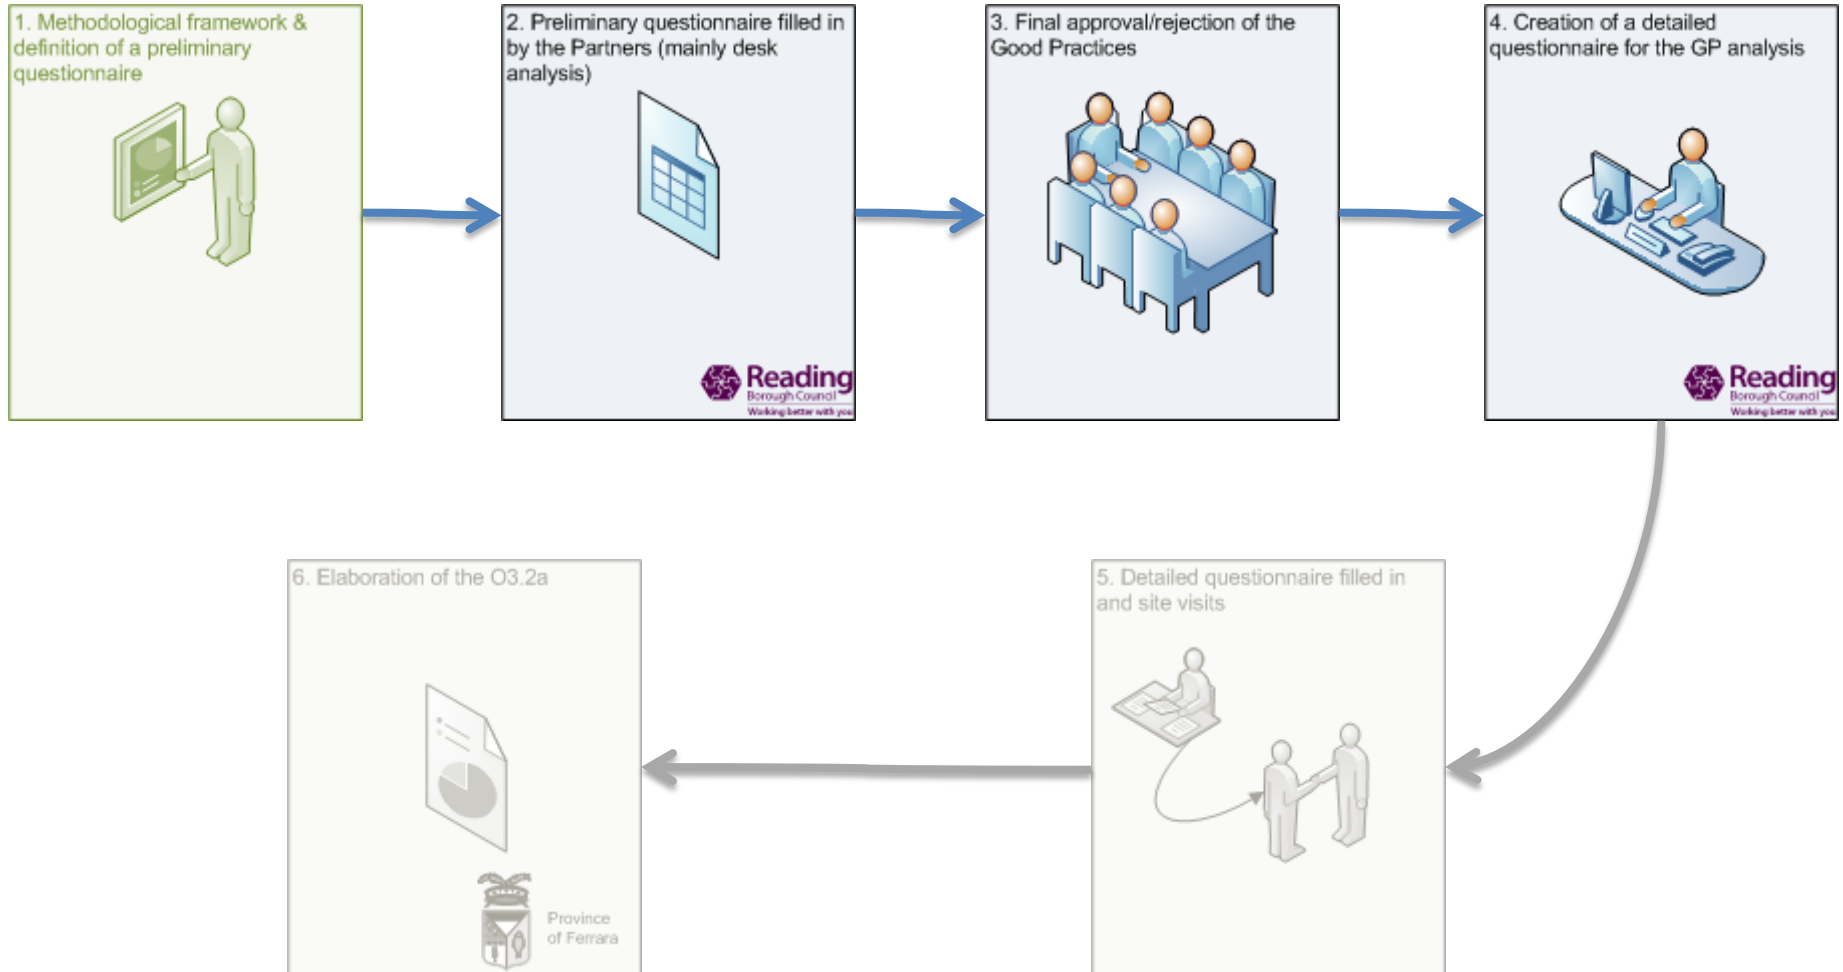 1. Methodological framework &
definition of a preliminary
questionnaire
2. Preliminary questionnaire filled in
by the Partners (mainly desk
analysis)
Reading
Borough Council
Working better with you
3. Final approval/rejection of the
Good Practices
4. Creation of a detailed
questionnaire for the GP analysis
Reading
Borough Council
Working better with you
5. Detailed questionnaire filled in
and site visits
6. Elaboration of the O3.2a
Province
of Ferrara